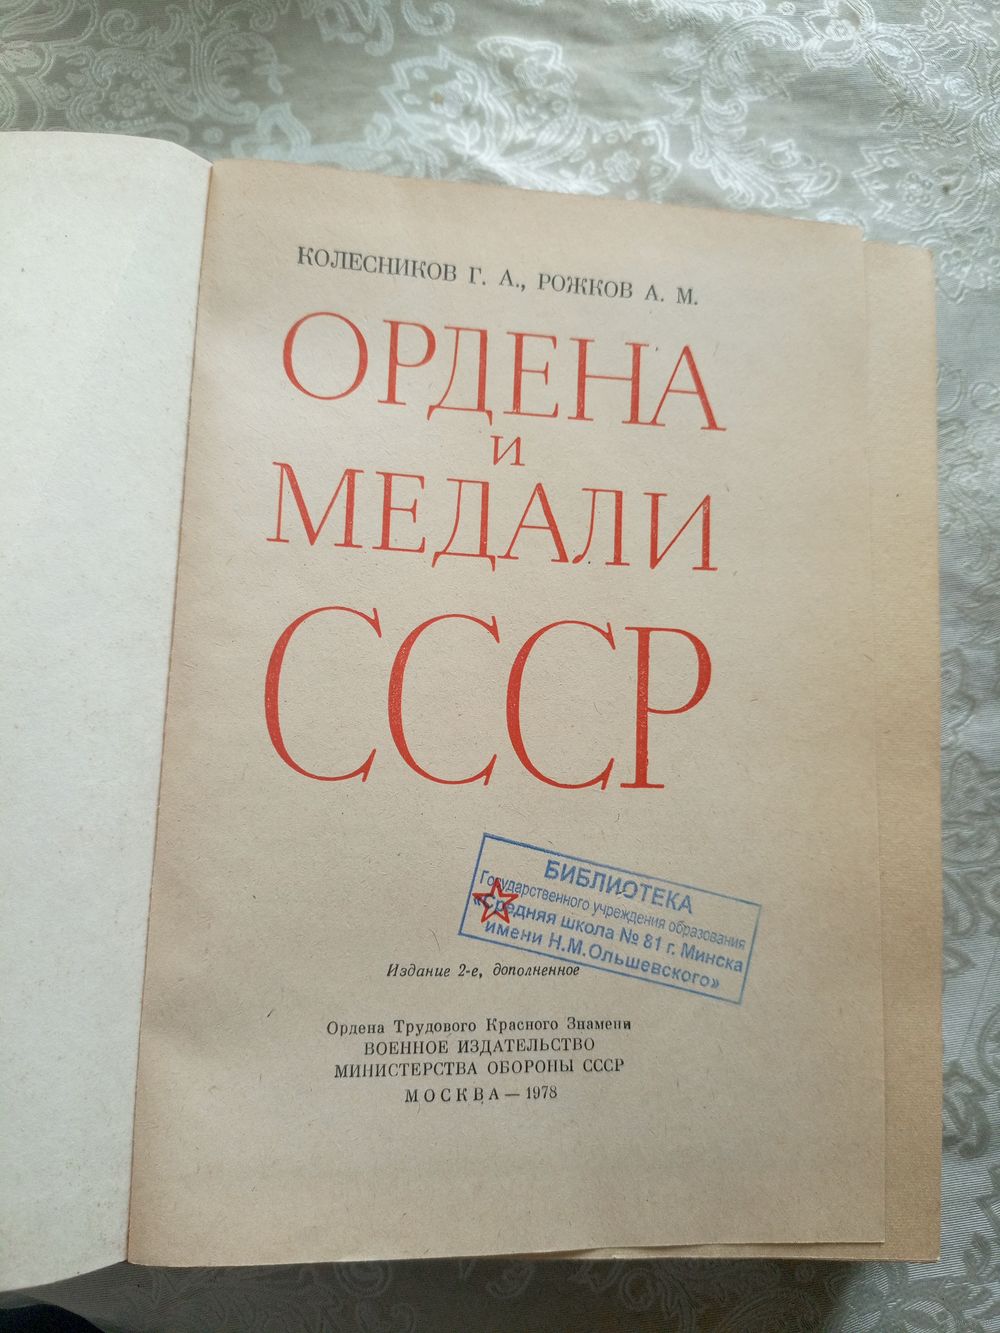 КОЛЕСНИКОВ Г. А., РОЖКОВ А. М.
ОРДЕНА
И
МЕДАЛИ
СССР
БИБЛИОТЕКА
Государственного учреждения образования
«Средняя школа № 81 г. Минска
имени Н.М.Ольшевского»
Издание 2-е, дополненное
Ордена Трудового Красного Знамени
ВОЕННОЕ ИЗДАТЕЛЬСТВО
МИНИСТЕРСТВА ОБОРОНЫ СССР
МОСКВА — 1978